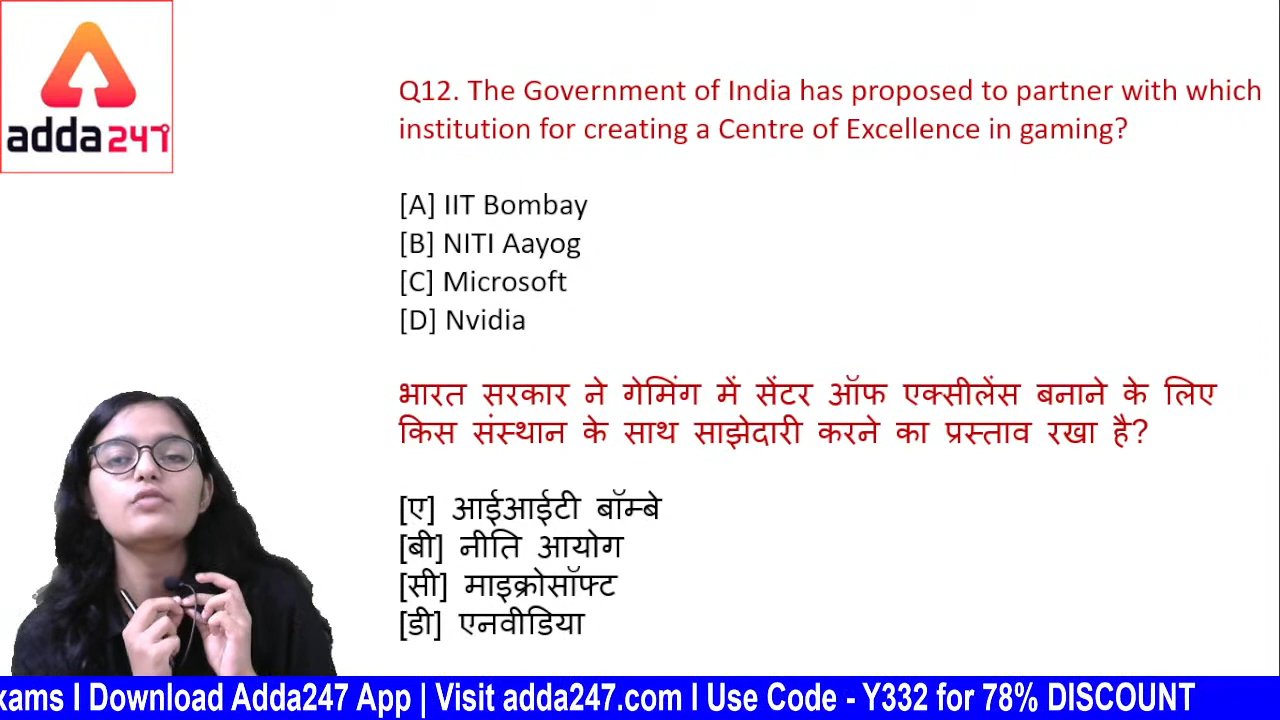 adda247
Q12. The Government of India has proposed to partner with which
institution for creating a Centre of Excellence in gaming?
[A] IIT Bombay
[B] NITI Aayog
[C] Microsoft
[D] Nvidia
भारत सरकार ने गेमिंग में सेंटर ऑफ एक्सीलेंस बनाने के लिए
किस संस्थान के साथ साझेदारी करने का प्रस्ताव रखा है?
[ए] आईआईटी बॉम्बे
[बी] नीति आयोग
[सी] माइक्रोसॉफ्ट
[डी] एनवीडिया
xams I Download Adda247 App | Visit adda247.com I Use Code - Y332 for 78% DISCOUNT